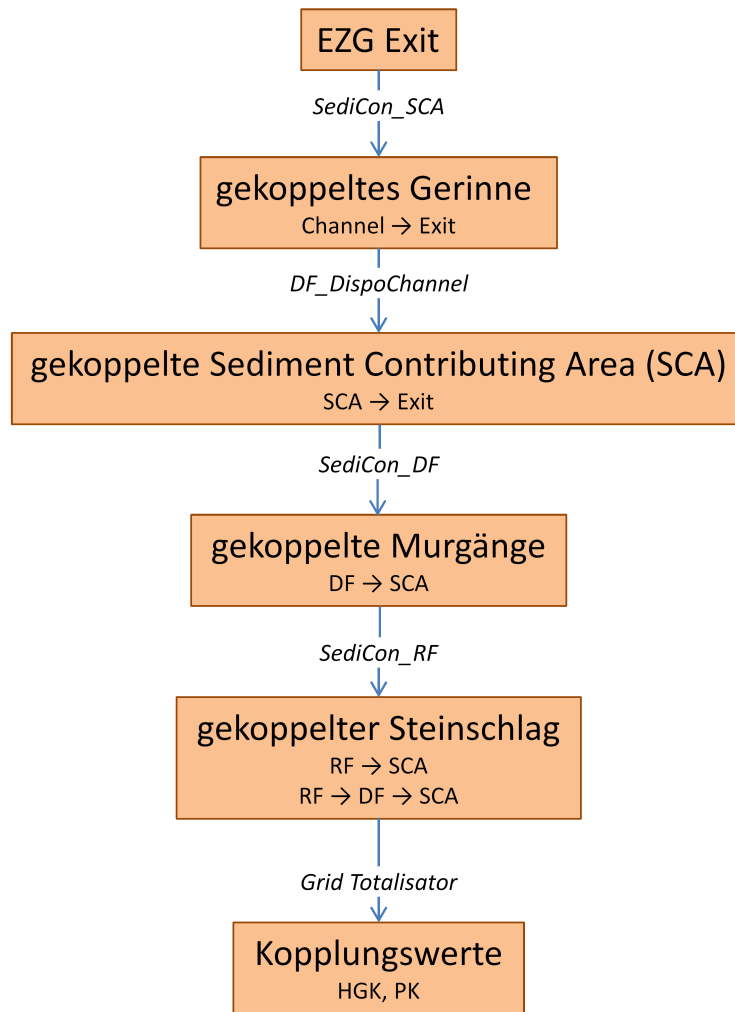 EZG Exit
SediCon_SCA
gekoppeltes Gerinne
Channel → Exit
DF_DispoChannel
gekoppelte Sediment Contributing Area (SCA)
SCA → Exit
SediCon_DF
gekoppelte Murgänge
DF → SCA
SediCon_RF
gekoppelter Steinschlag
RF → SCA
RF → DF → SCA
Grid Totalisator
Kopplungswerte
HGK, PK